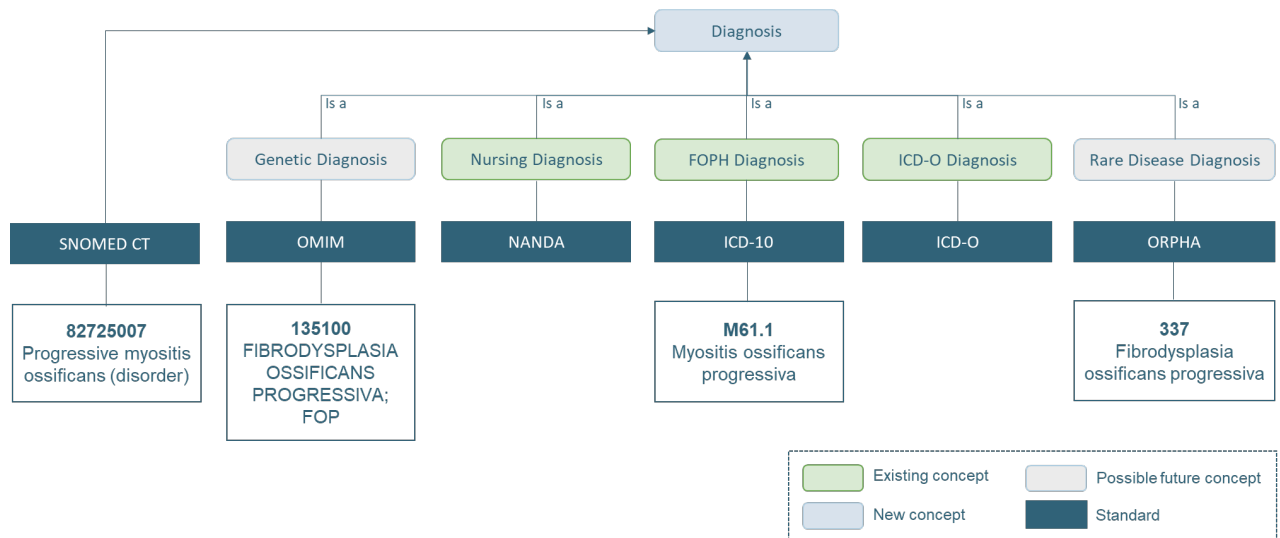 Diagnosis
Is a
Is a
Is a
Is a
Is a
Genetic Diagnosis
Nursing Diagnosis
FOPH Diagnosis
ICD-O Diagnosis
Rare Disease Diagnosis
SNOMED CT
OMIM
NANDA
ICD-10
ICD-O
ORPHA
82725007
Progressive myositis
ossificans (disorder)
135100
FIBRODYSPLASIA
OSSIFICANS
PROGRESSIVA;
FOP
M61.1
Myositis ossificans
progressiva
337
Fibrodysplasia
ossificans progressiva
Existing concept
Possible future concept
New concept
Standard